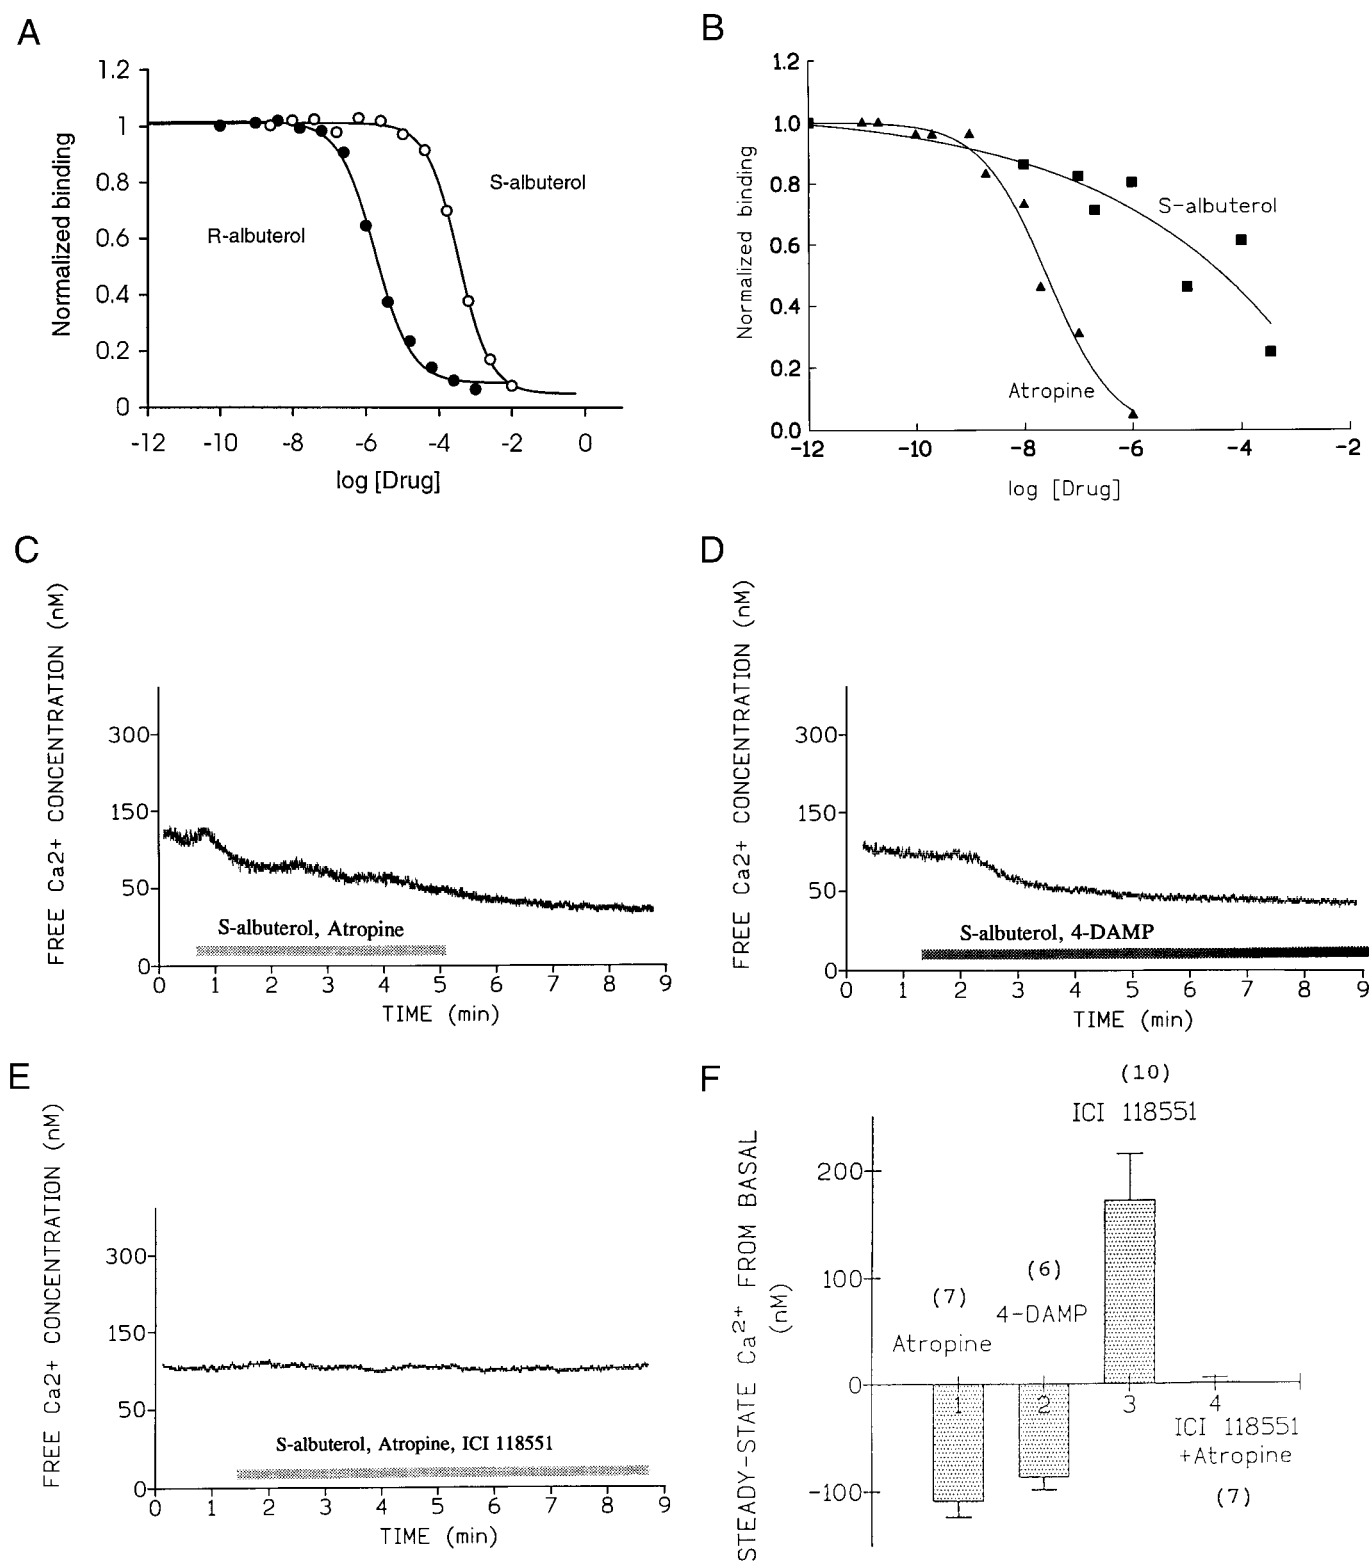 A
Normalized binding
1.2
1
0.8
0.6
0.4
0.2
0
S-albuterol
R-albuterol
-12 -10 -8 -6 -4 -2 0
log [Drug]
B
Normalized binding
1.2
1.0
0.8
0.6
0.4
0.2
0.0
S-albuterol
Atropine
-12 -10 -8 -6 -4 -2
log [Drug]
C
FREE Ca2+ CONCENTRATION (nM)
300
150
50
0
S-albuterol, Atropine
0 1 2 3 4 5 6 7 8 9
TIME (min)
D
FREE Ca2+ CONCENTRATION (nM)
300
150
50
0
S-albuterol, 4-DAMP
0 1 2 3 4 5 6 7 8 9
TIME (min)
E
FREE Ca2+ CONCENTRATION (nM)
300
150
50
0
S-albuterol, Atropine, ICI 118551
0 1 2 3 4 5 6 7 8 9
TIME (min)
F
STEADY-STATE Ca2+ FROM BASAL
(nM)
200
100
0
-100
(10)
ICI 118551
(6)
4-DAMP
(7)
Atropine
1 2 3 4
ICI 118551
+Atropine
(7)